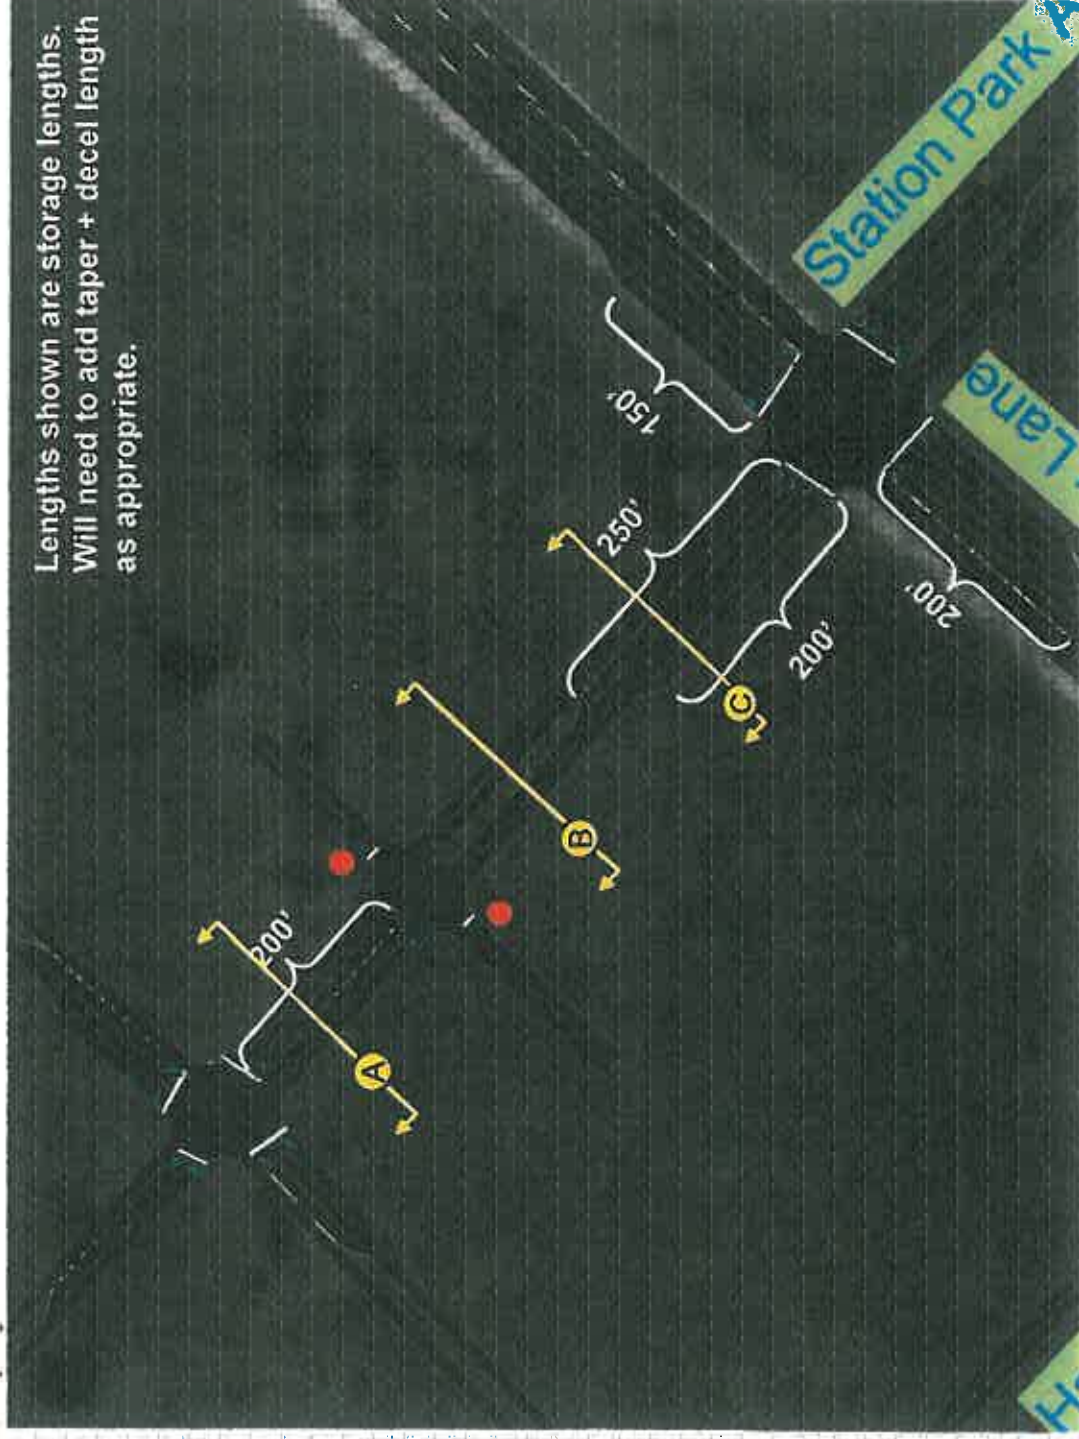 Lengths shown are storage lengths.
Will need to add taper + decel length
as appropriate.
Station Park
Lane
150'
250'
200'
200'
200'
A
B
C